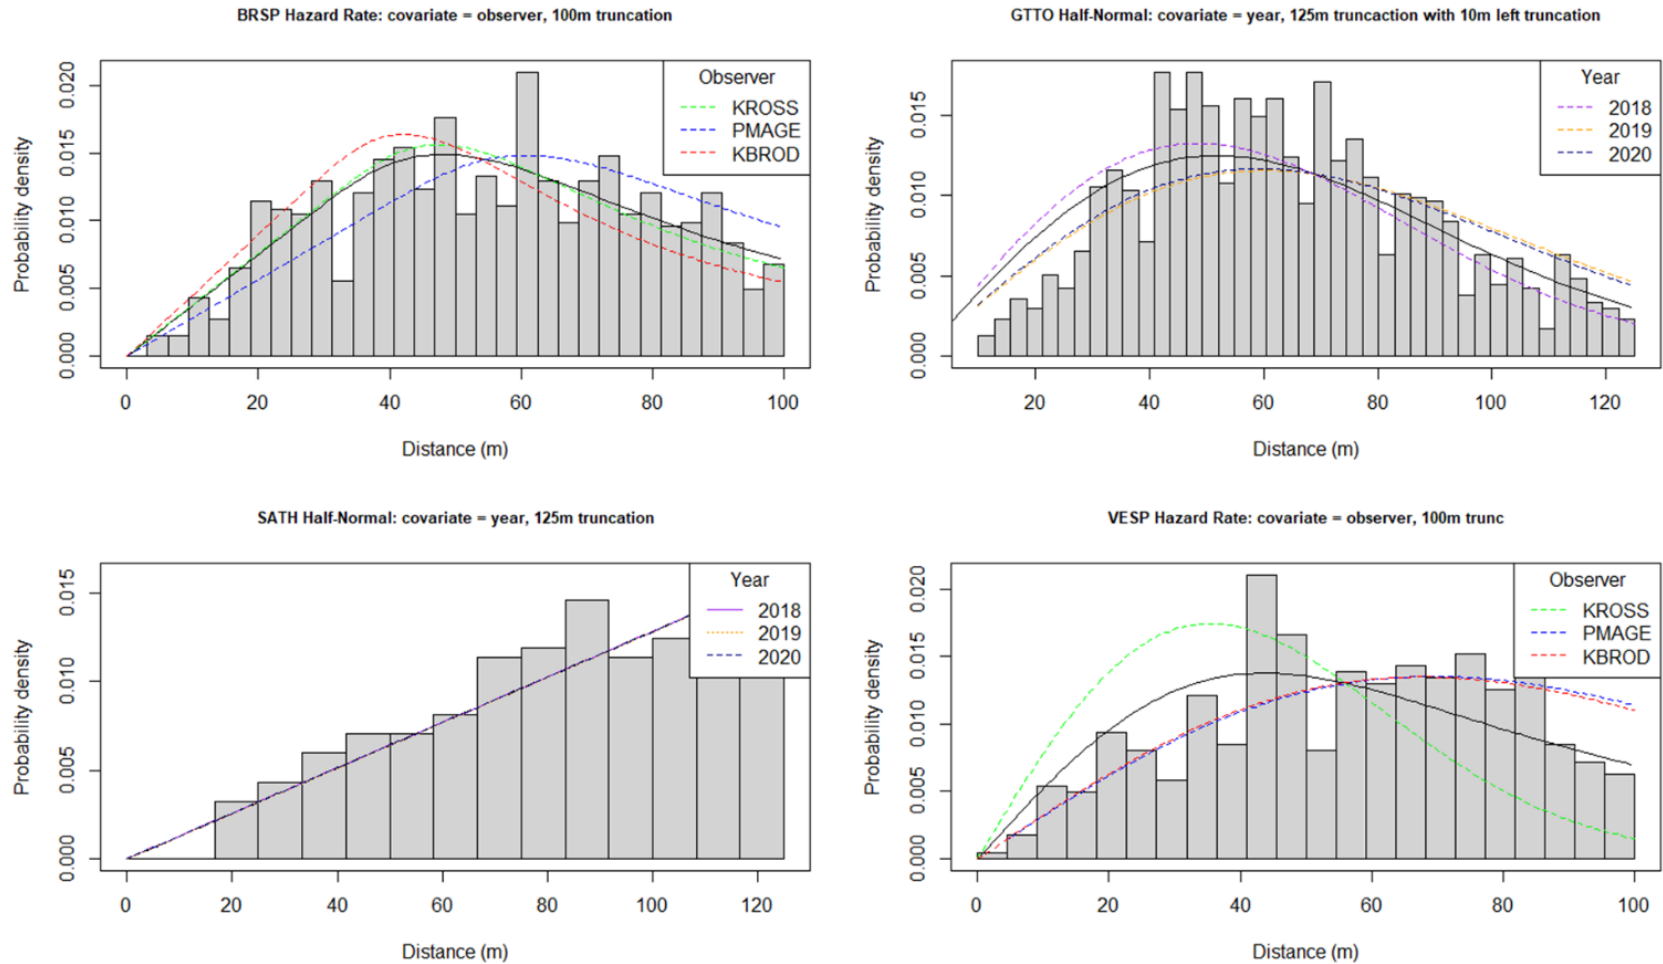 BRSP Hazard Rate: covariate = observer, 100m truncation
Probability density
0.000 0.005 0.010 0.015 0.020
Observer
KROSS
PMAGE
KBROD
0 20 40 60 80 100
Distance (m)
GTTO Half-Normal: covariate = year, 125m truncaction with 10m left truncation
Probability density
0.000 0.005 0.010 0.015
Year
2018
2019
2020
20 40 60 80 100 120
Distance (m)
SATH Half-Normal: covariate = year, 125m truncation
Probability density
0.000 0.005 0.010 0.015
Year
2018
2019
2020
0 20 40 60 80 100 120
Distance (m)
VESP Hazard Rate: covariate = observer, 100m trunc
Probability density
0.000 0.005 0.010 0.015 0.020
Observer
KROSS
PMAGE
KBROD
0 20 40 60 80 100
Distance (m)